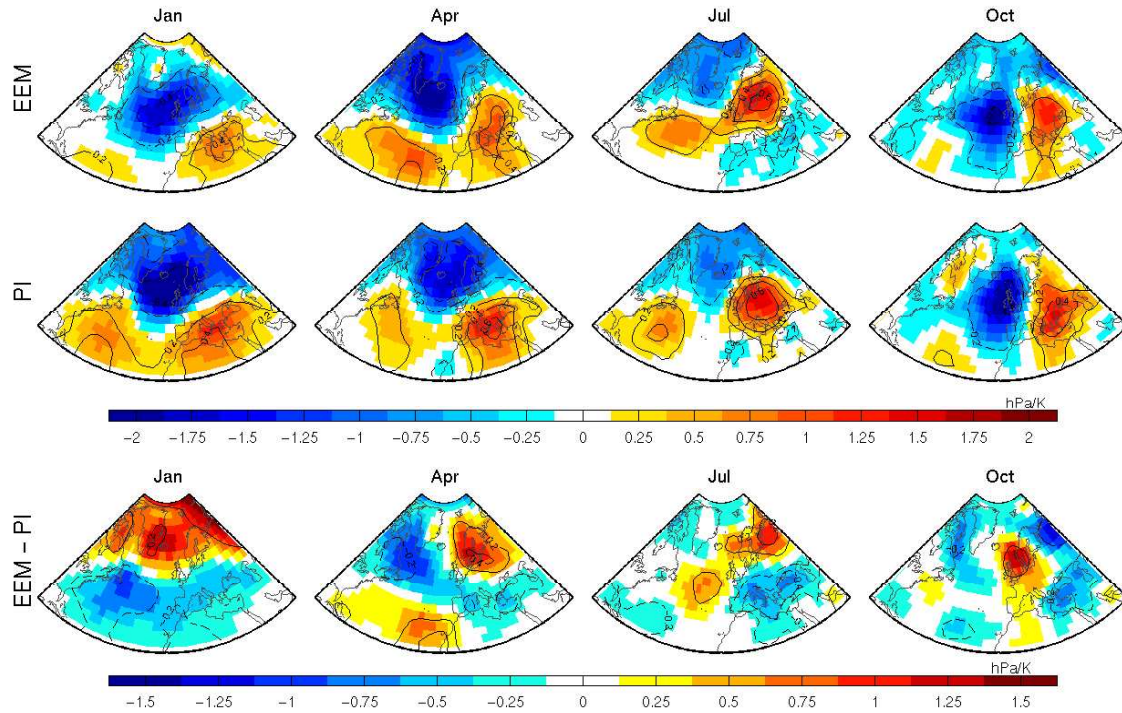 Jan Apr Jul Oct
EEM
PI
hPa/K
−2 −1.75 −1.5 −1.25 −1 −0.75 −0.5 −0.25 0 0.25 0.5 0.75 1 1.25 1.5 1.75 2
Jan Apr Jul Oct
EEM − PI
hPa/K
−1.5 −1.25 −1 −0.75 −0.5 −0.25 0 0.25 0.5 0.75 1 1.25 1.5